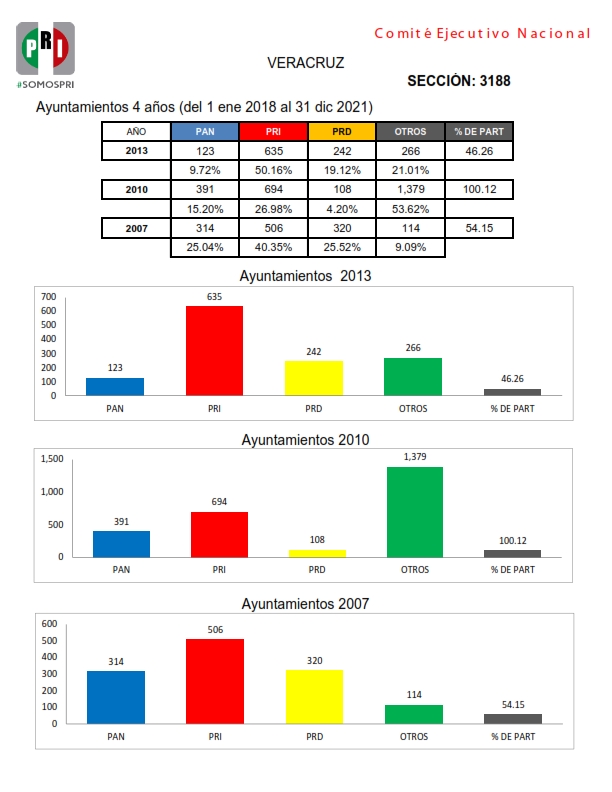 PRI
#SOMOSPRI
Comité Ejecutivo Nacional
VERACRUZ
SECCIÒN: 3188
Ayuntamientos 4 años (del 1 ene 2018 al 31 dic 2021)
AÑO PAN PRI PRD OTROS % DE PART
2013 123 635 242 266 46.26
9.72% 50.16% 19.12% 21.01%
2010 391 694 108 1,379 100.12
15.20% 26.98% 4.20% 53.62%
2007 314 506 320 114 54.15
25.04% 40.35% 25.52% 9.09%
Ayuntamientos 2013
700
600
500
400
300
200
100
0
123 635 242 266 46.26
PAN PRI PRD OTROS % DE PART
Ayuntamientos 2010
1,500
1,000
500
0
391 694 108 1,379 100.12
PAN PRI PRD OTROS % DE PART
Ayuntamientos 2007
600
500
400
300
200
100
0
314 506 320 114 54.15
PAN PRI PRD OTROS % DE PART